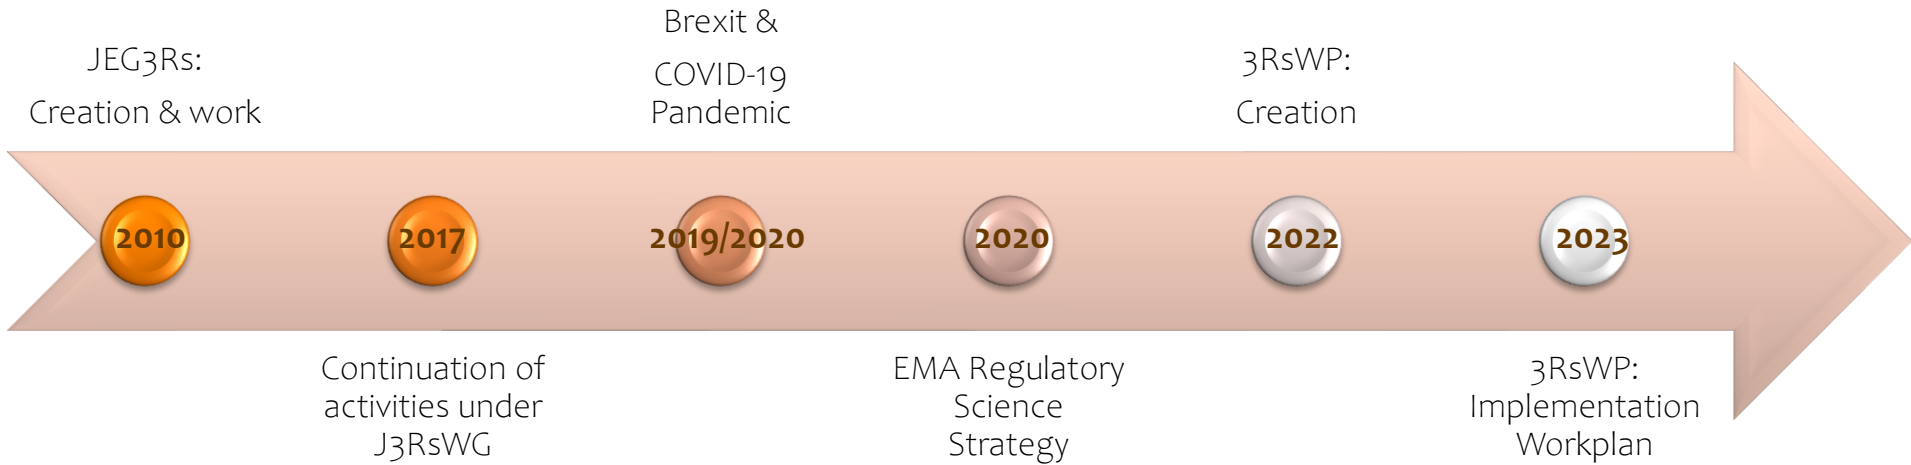 JEG3Rs:
Creation & work
Brexit &
COVID-19
Pandemic
3RsWP:
Creation
2010
2017
2019/2020
2020
2022
2023
Continuation of
activities under
J3RsWG
EMA Regulatory
Science
Strategy
3RsWP:
Implementation
Workplan